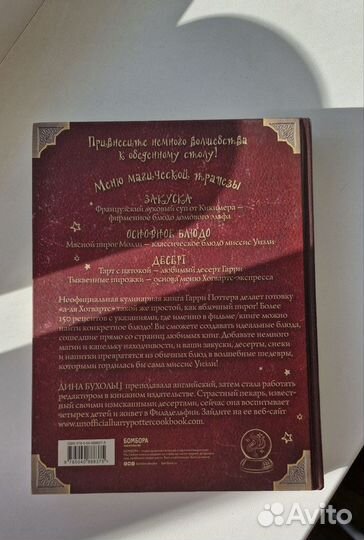 Привнесите немного волшебства
к обеденному столу!
Меню магической трапезы
ЗАКУСКА
Французский луковый суп от Кикимера –
фирменное блюдо домового эльфа
ОСНОВНОЕ БЛЮДО
Мясной пирог Молли – классическое блюдо миссис Уизли
ДЕСЕРТ
Тарт с патокой – любимый десерт Гарри
Тыквенные пирожки – основа меню Хогвартс-экспресса
Неофициальная кулинарная книга Гарри Поттера делает готовку
«а-ля Хогвартс» такой же простой, как яблочный пирог! Более
150 рецептов с указаниями, где именно в фильме/книге можно
найти конкретное блюдо! Вы сможете создавать идеальные блюда,
сошедшие прямо со страниц любимых книг. Добавьте немного
магии и капельку находчивости, и ваши закуски, десерты, снеки
и напитки превратятся из обычных блюд в волшебные шедевры,
которыми гордилась бы сама миссис Уизли!
ДИНА БУХОЛЬЦ преподавала английский, затем стала работать
редактором в книжном издательстве. Страстный пекарь, извест-
ный своими изысканными десертами, сейчас она воспитывает
четырех детей и живет в Филадельфии. Зайдите на ее веб-сайт
www.unofficialharrypottercookbook.com!
БОМБОРА
Avito